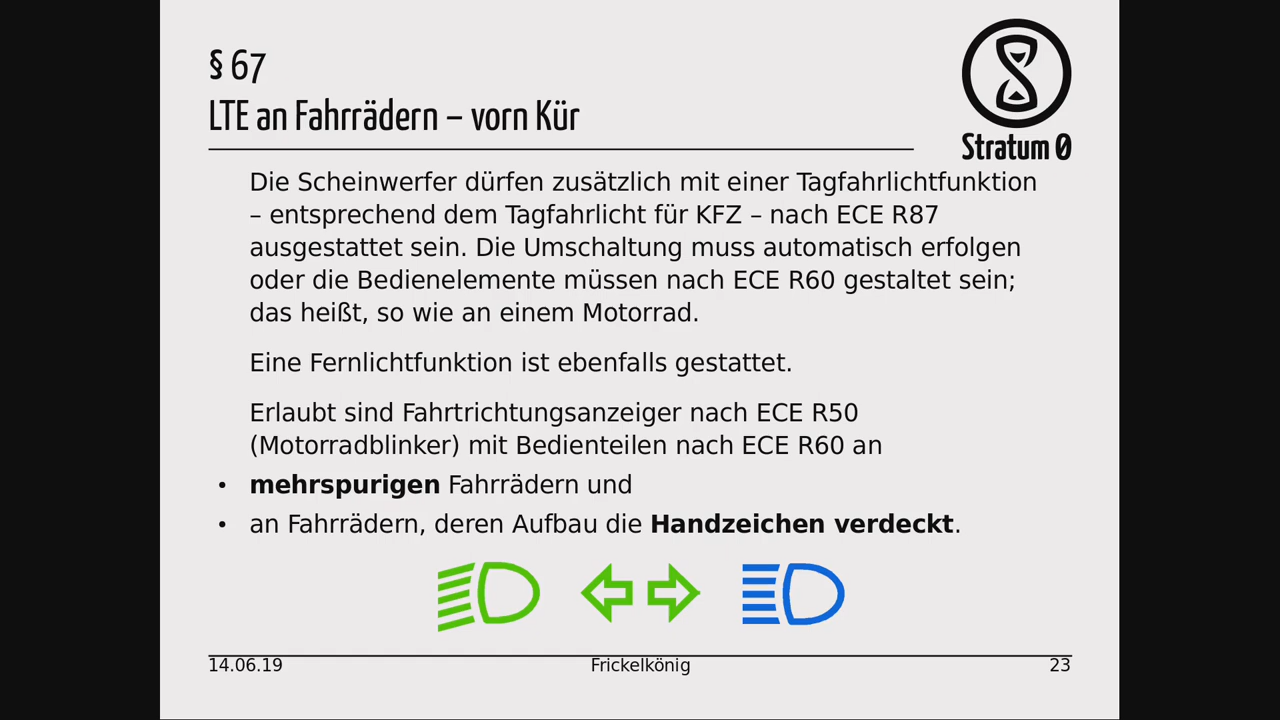 § 67
LTE an Fahrrädern – vorn Kür
Stratum 0
Die Scheinwerfer dürfen zusätzlich mit einer Tagfahrlichtfunktion
– entsprechend dem Tagfahrlicht für KFZ – nach ECE R87
ausgestattet sein. Die Umschaltung muss automatisch erfolgen
oder die Bedienelemente müssen nach ECE R60 gestaltet sein;
das heißt, so wie an einem Motorrad.
Eine Fernlichtfunktion ist ebenfalls gestattet.
Erlaubt sind Fahrtrichtungsanzeiger nach ECE R50
(Motorradblinker) mit Bedienteilen nach ECE R60 an
• mehrspurigen Fahrrädern und
• an Fahrrädern, deren Aufbau die Handzeichen verdeckt.
14.06.19 Frickelkönig 23